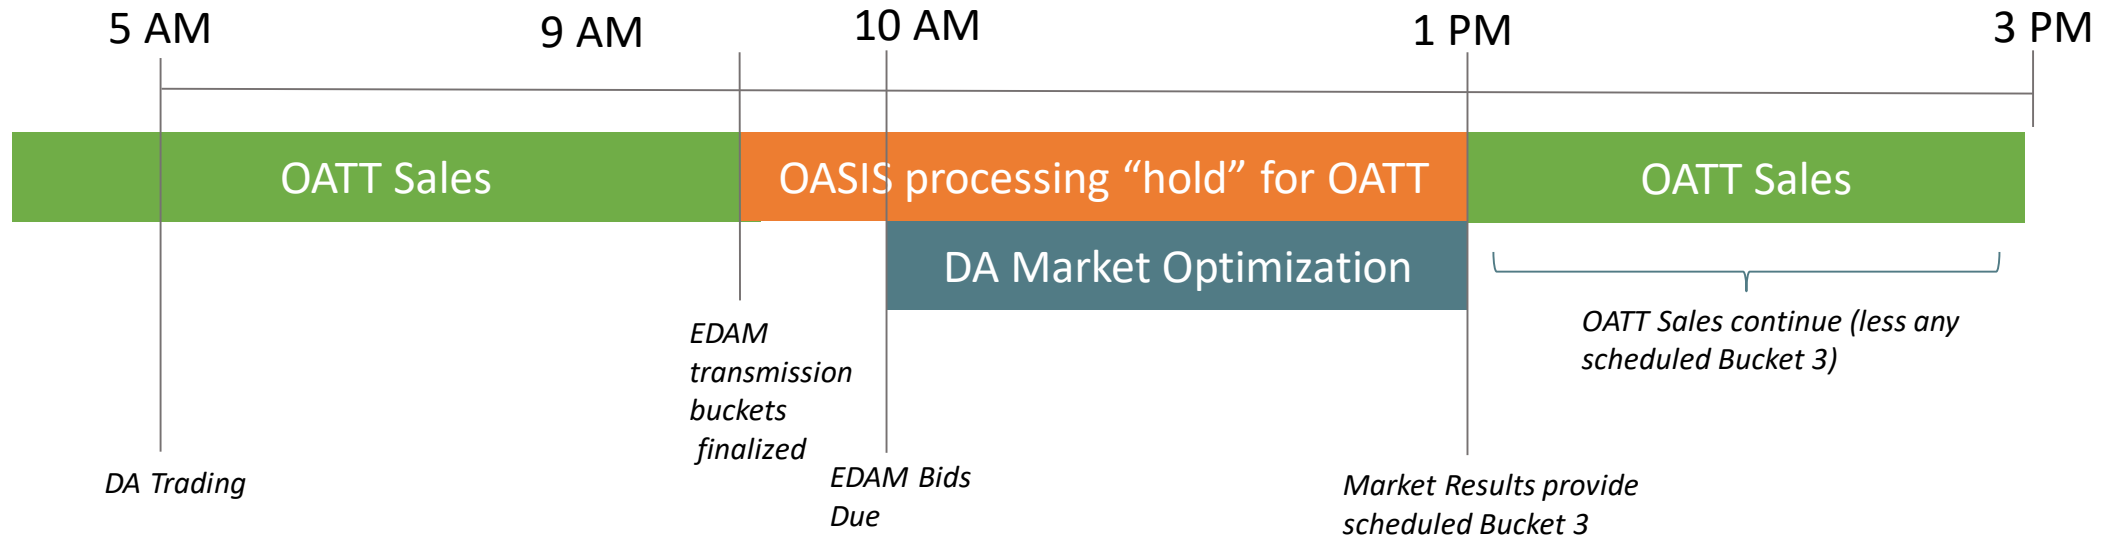 5 AM
9 AM
10 AM
1 PM
3 PM
OATT Sales
OASIS processing “hold” for OATT
OATT Sales
DA Market Optimization
EDAM
transmission
buckets
finalized
OATT Sales continue (less any
scheduled Bucket 3)
DA Trading
EDAM Bids
Due
Market Results provide
scheduled Bucket 3